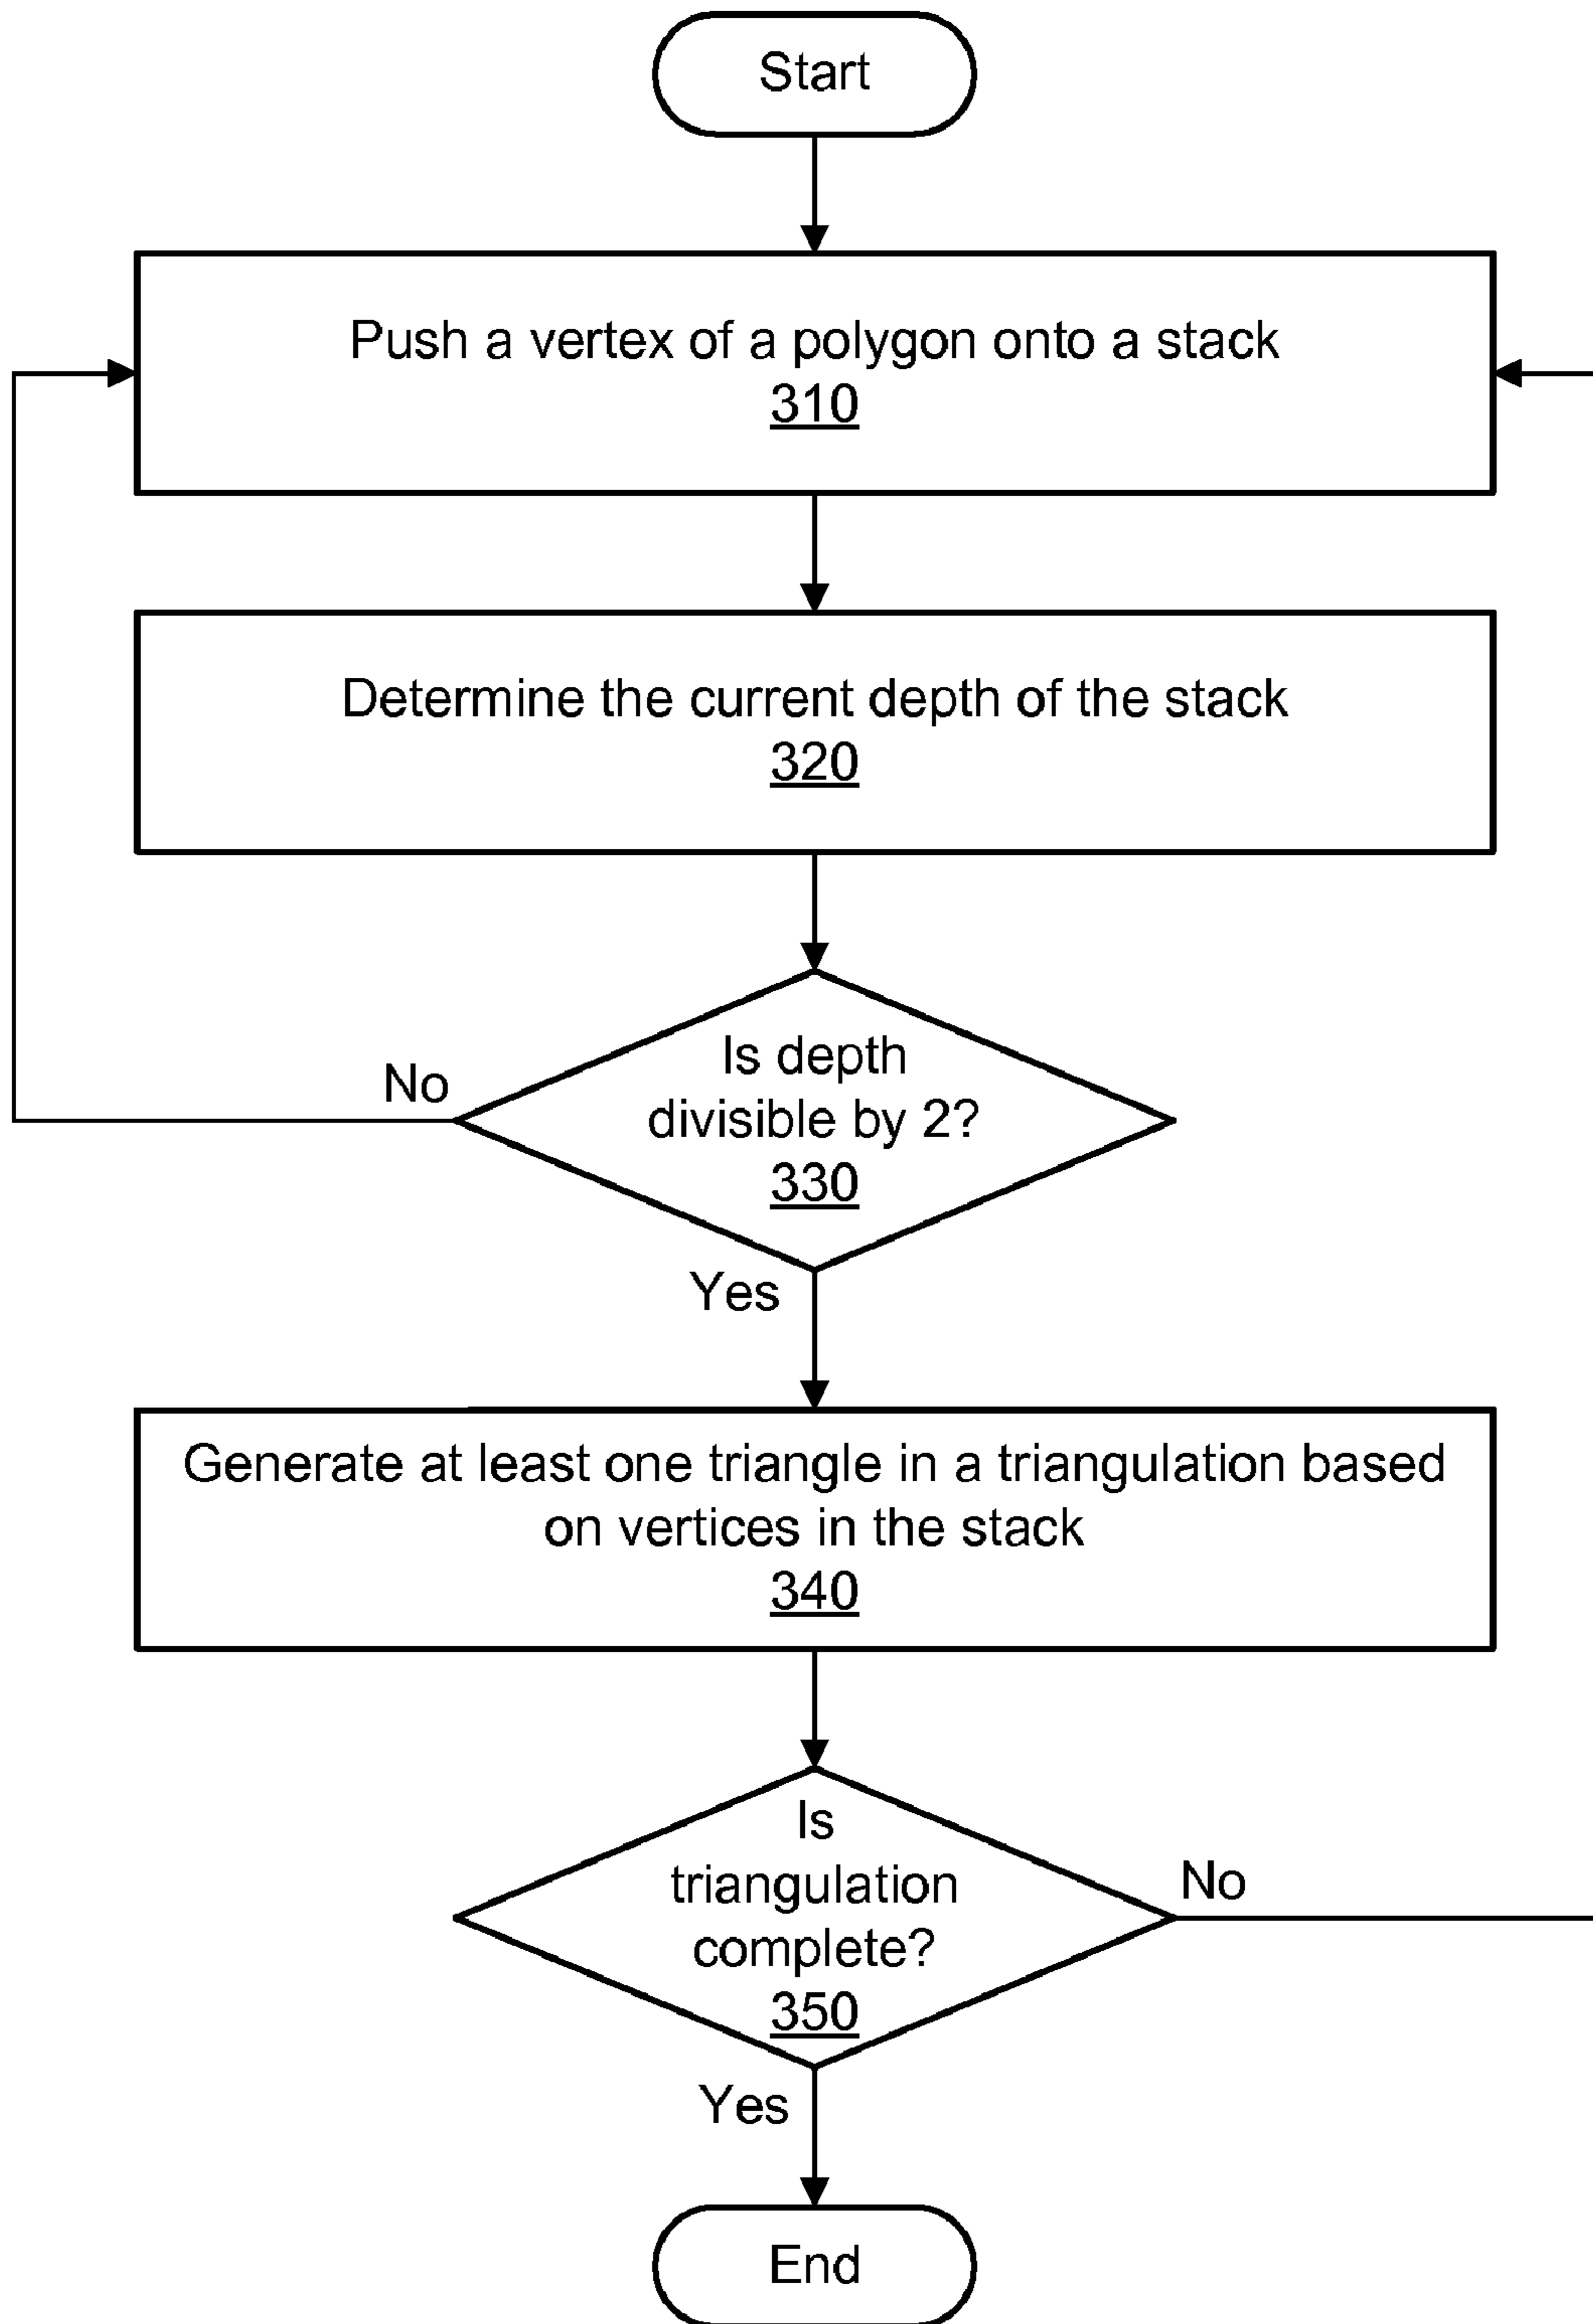 Start
Push a vertex of a polygon onto a stack
310
Determine the current depth of the stack
320
Is depth
divisible by 2?
330
No
Yes
Generate at least one triangle in a triangulation based
on vertices in the stack
340
Is
triangulation
complete?
350
No
Yes
End